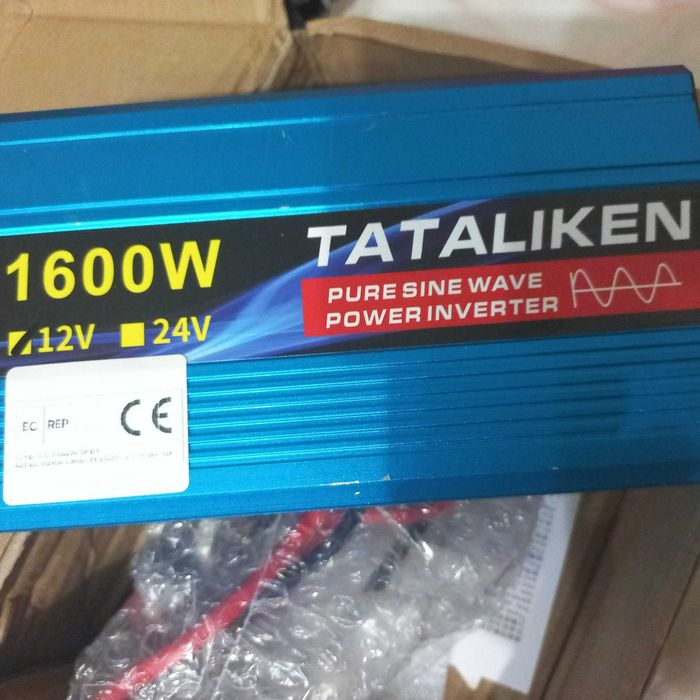 TATALIKEN
1600W
PURE SINE WAVE
POWER INVERTER
12V 24V
EC REP
CE